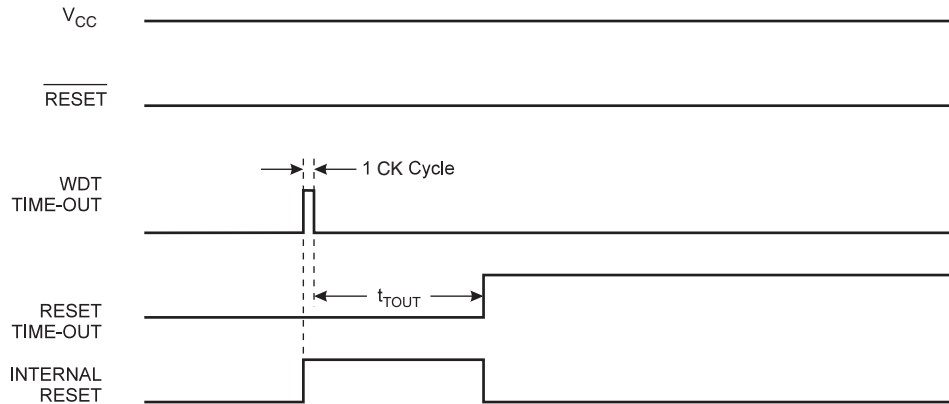 VCC
RESET
1 CK Cycle
WDT
TIME-OUT
tTOUT
RESET
TIME-OUT
INTERNAL
RESET